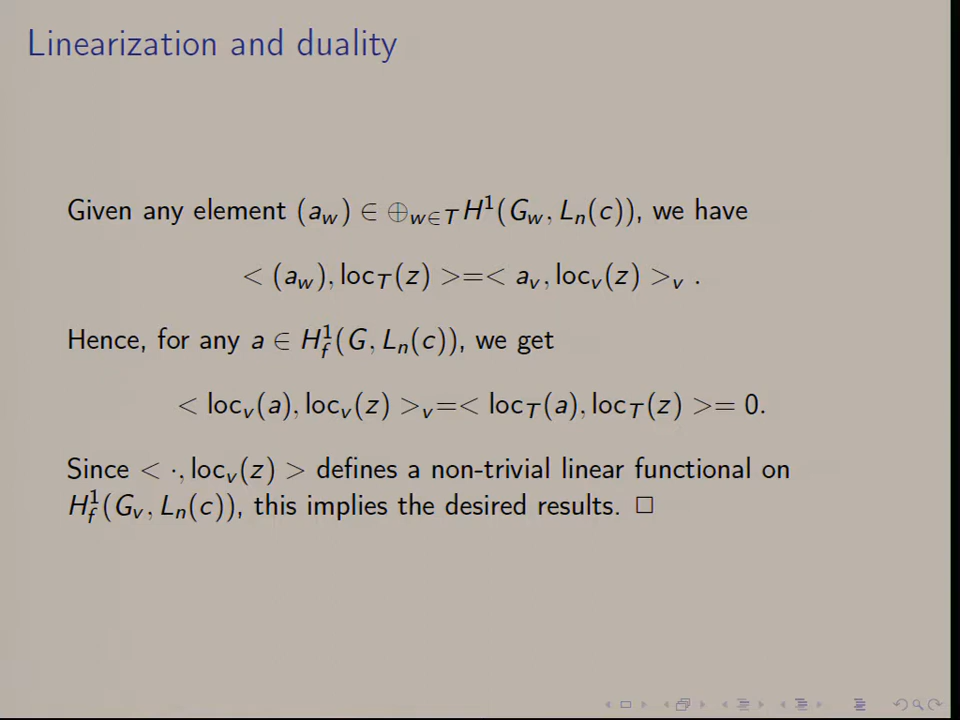 Linearization and duality
Given any element (a_w) ∈ ⊕_{w∈T} H^1(G_w, L_n(c)), we have
< (a_w), loc_T(z) >=< a_v, loc_v(z) >_v .
Hence, for any a ∈ H^1_f(G, L_n(c)), we get
< loc_v(a), loc_v(z) >_v=< loc_T(a), loc_T(z) >= 0.
Since < ·, loc_v(z) > defines a non-trivial linear functional on
H^1_f(G_v, L_n(c)), this implies the desired results. □